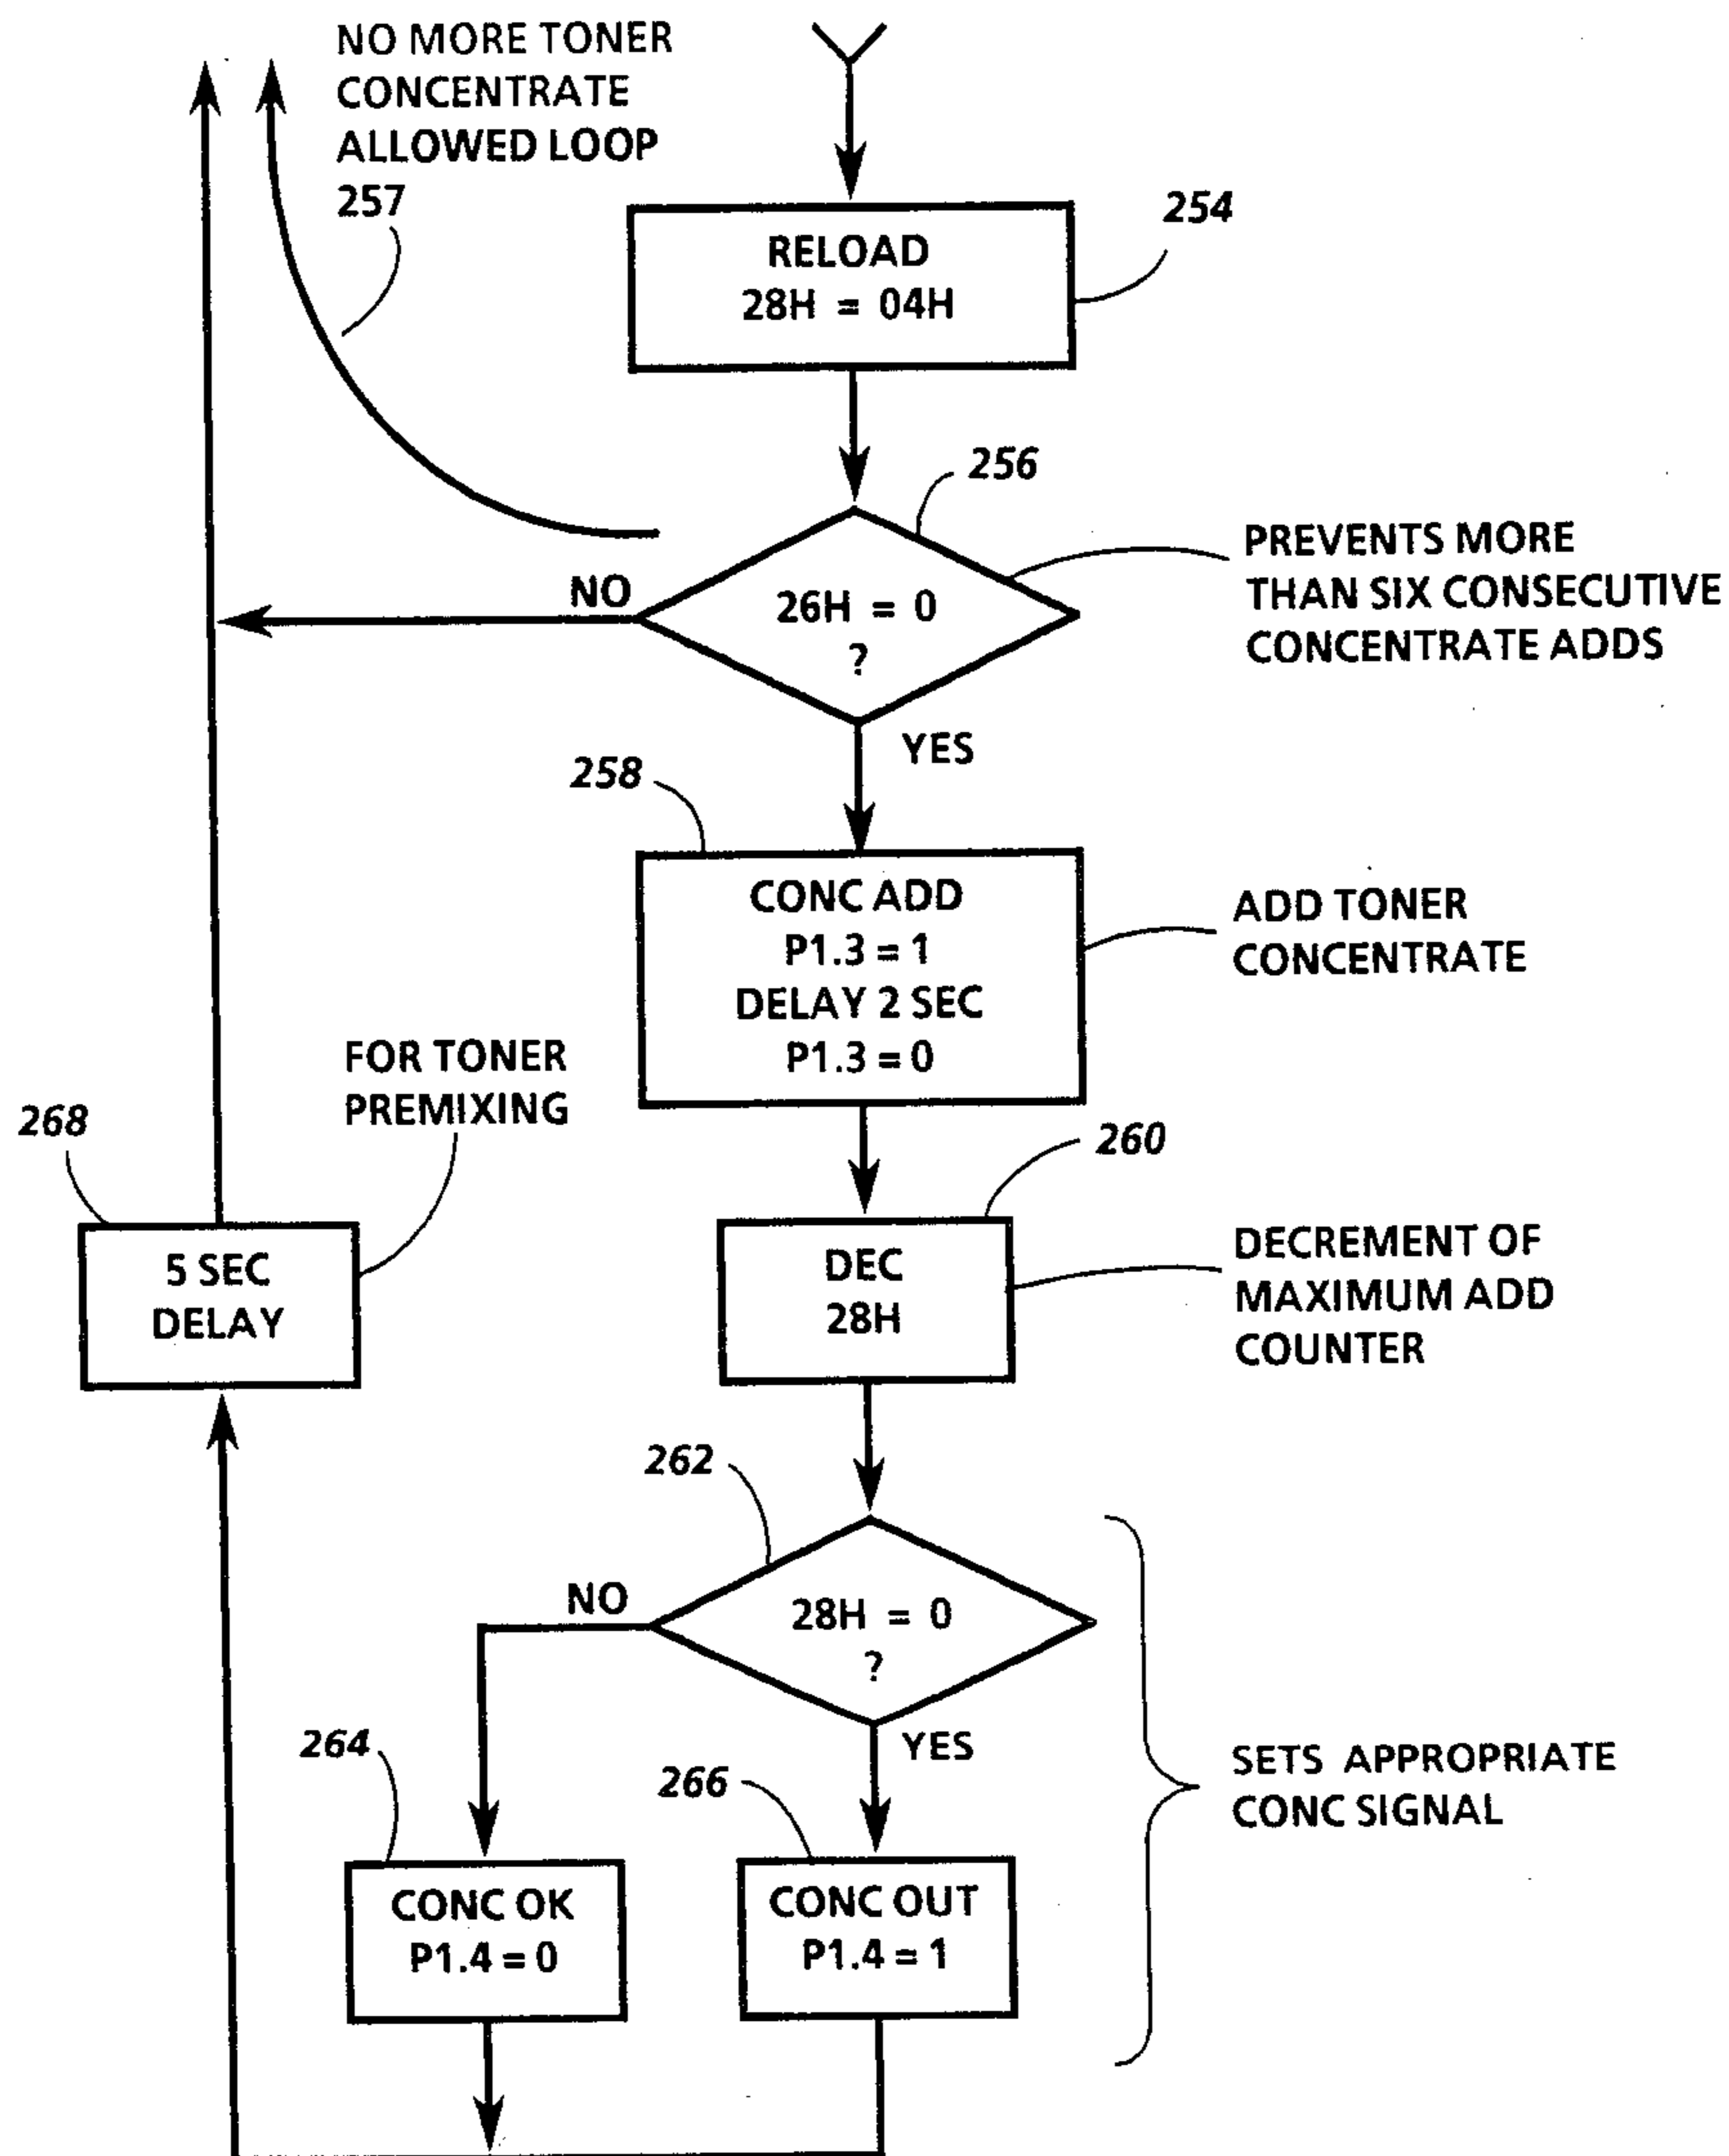 NO MORE TONER
CONCENTRATE
ALLOWED LOOP
257
RELOAD
28H = 04H
254
256
26H = 0
?
NO
YES
PREVENTS MORE
THAN SIX CONSECUTIVE
CONCENTRATE ADDS
258
CONC ADD
P1.3 = 1
DELAY 2 SEC
P1.3 = 0
ADD TONER
CONCENTRATE
FOR TONER
PREMIXING
268
5 SEC
DELAY
260
DEC
28H
DECREMENT OF
MAXIMUM ADD
COUNTER
262
28H = 0
?
NO
YES
264
CONC OK
P1.4 = 0
266
CONC OUT
P1.4 = 1
SETS APPROPRIATE
CONC SIGNAL